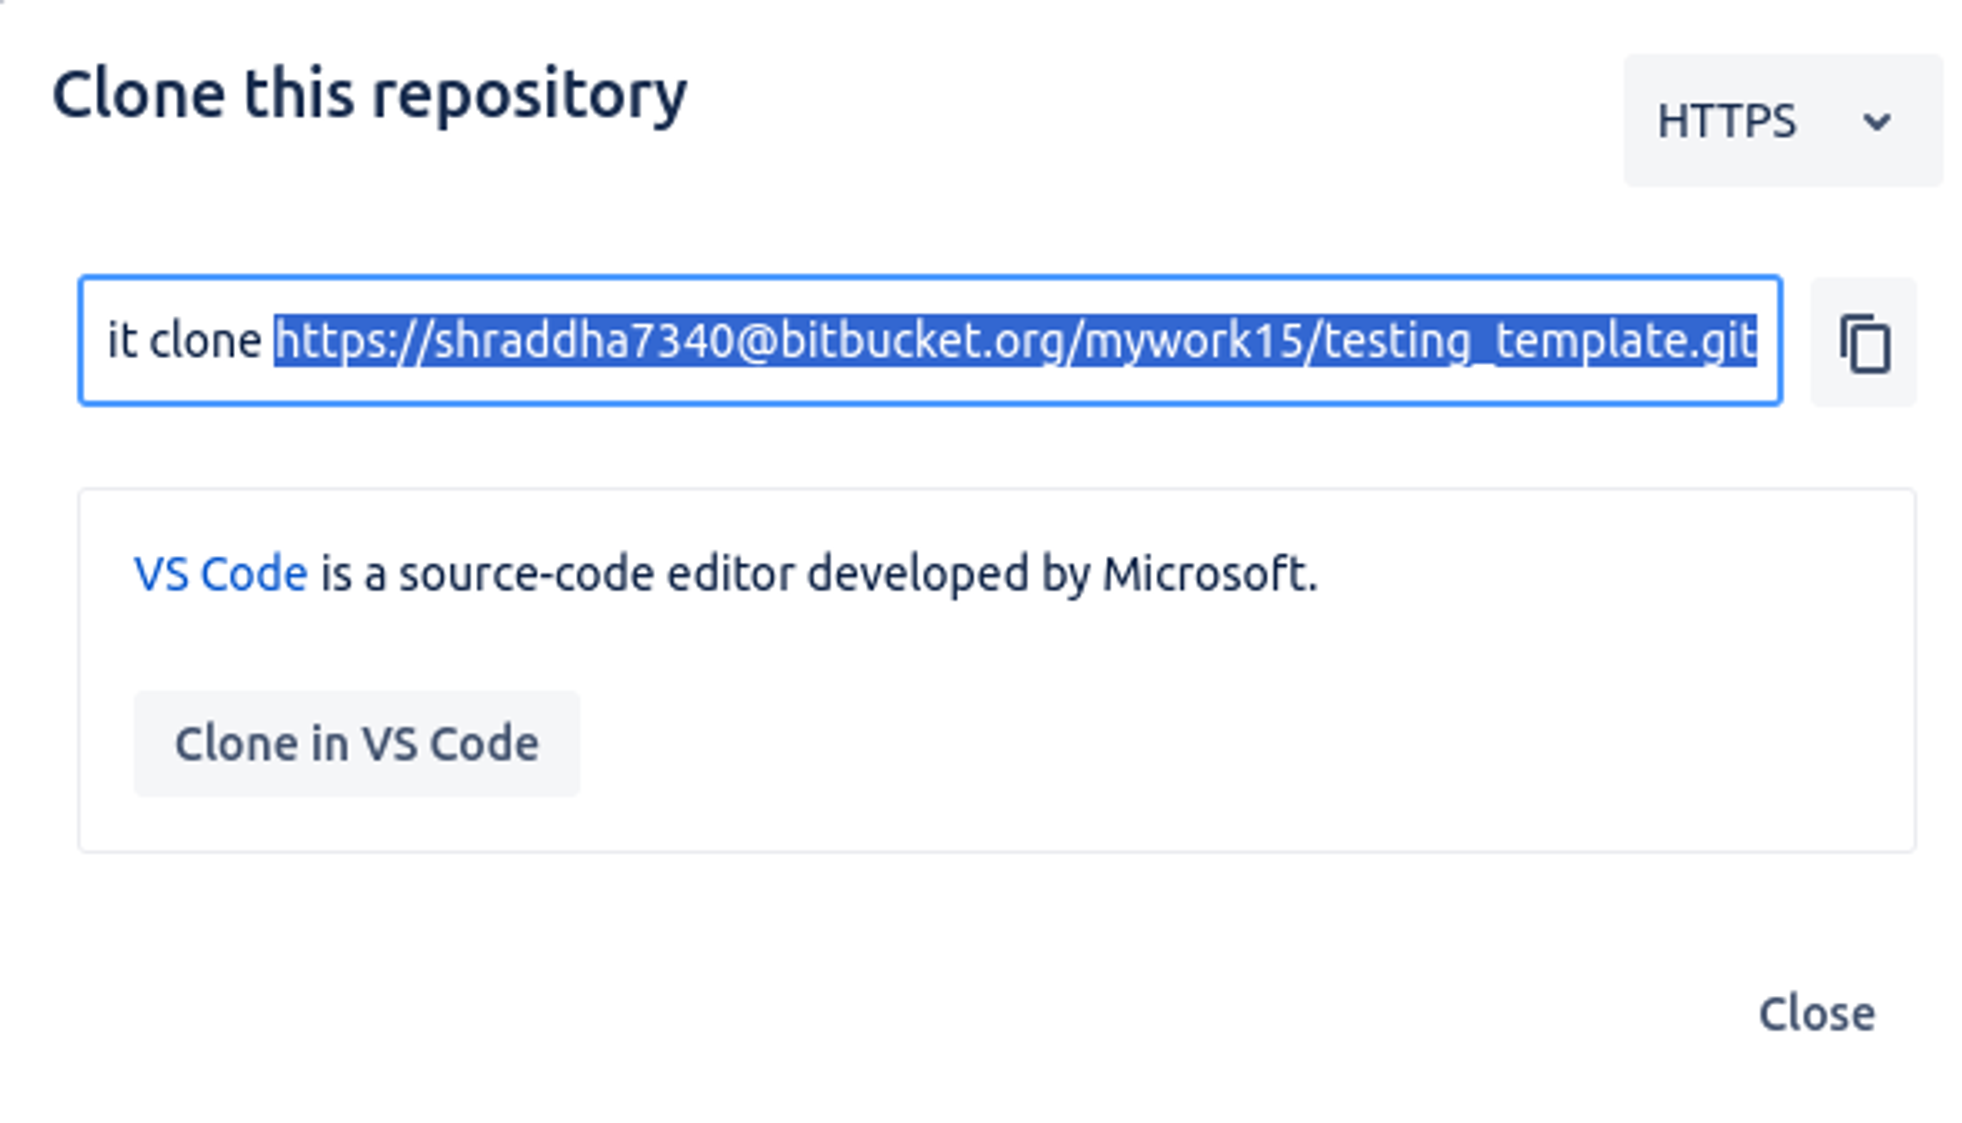 Clone this repository
HTTPS
it clone https://shraddha7340@bitbucket.org/mywork15/testing_template.git
VS Code is a source-code editor developed by Microsoft.
Clone in VS Code
Close